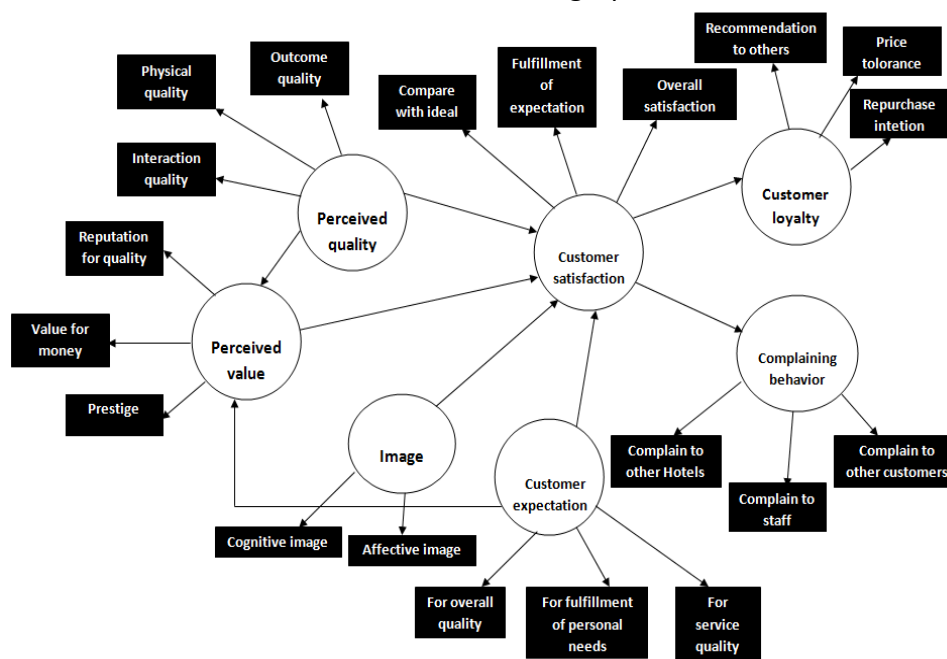 Recommendation
to others
Price
tolorance
Outcome
quality
Physical
quality
Fulfillment
of
expectation
Compare
with ideal
Overall
satisfaction
Repurchase
intetion
Interaction
quality
Customer
loyalty
Perceived
quality
Reputation
for quality
Customer
satisfaction
Value for
money
Perceived
value
Complaining
behavior
Prestige
Image
Complain to
other Hotels
Complain to
other customers
Customer
expectation
Complain to
staff
Cognitive image
Affective image
For overall
quality
For fulfillment
of personal
needs
For
service
quality